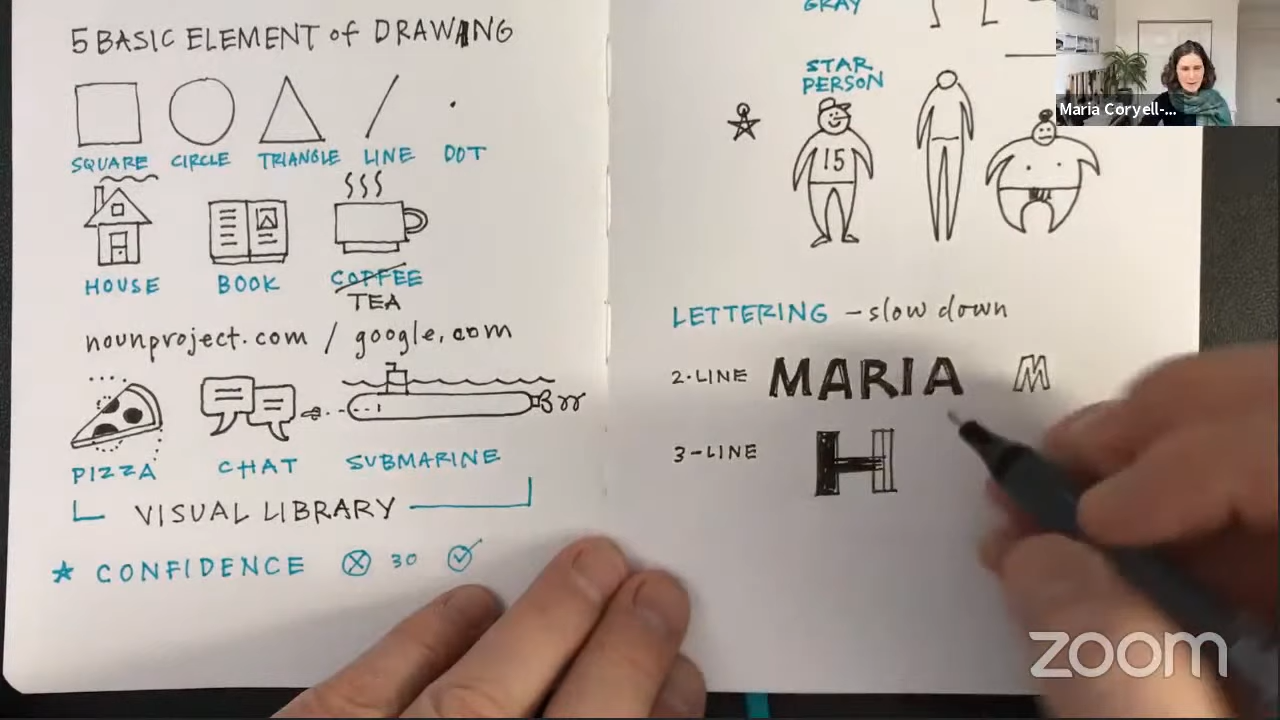 5 BASIC ELEMENT of DRAWING
SQUARE CIRCLE TRIANGLE LINE DOT
HOUSE BOOK COFFEE
TEA
nounproject.com / google.com
PIZZA CHAT SUBMARINE
VISUAL LIBRARY
CONFIDENCE 30
GRAY
STAR
PERSON
15
LETTERING - slow down
2-LINE MARIA M
3-LINE H
Maria Coryell-...
zoom